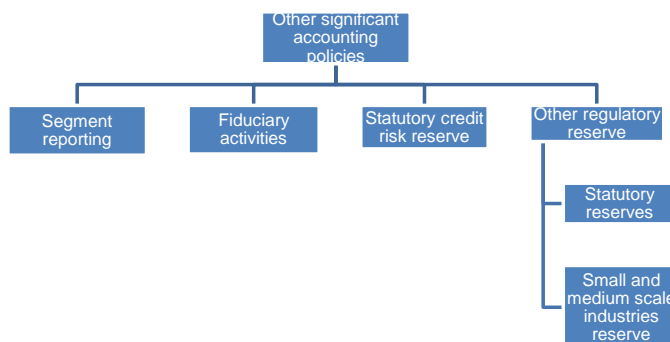 Other significant
accounting
policies
Segment
reporting
Fiduciary
activities
Statutory credit
risk reserve
Other regulatory
reserve
Statutory
reserves
Small and
medium scale
industries
reserve